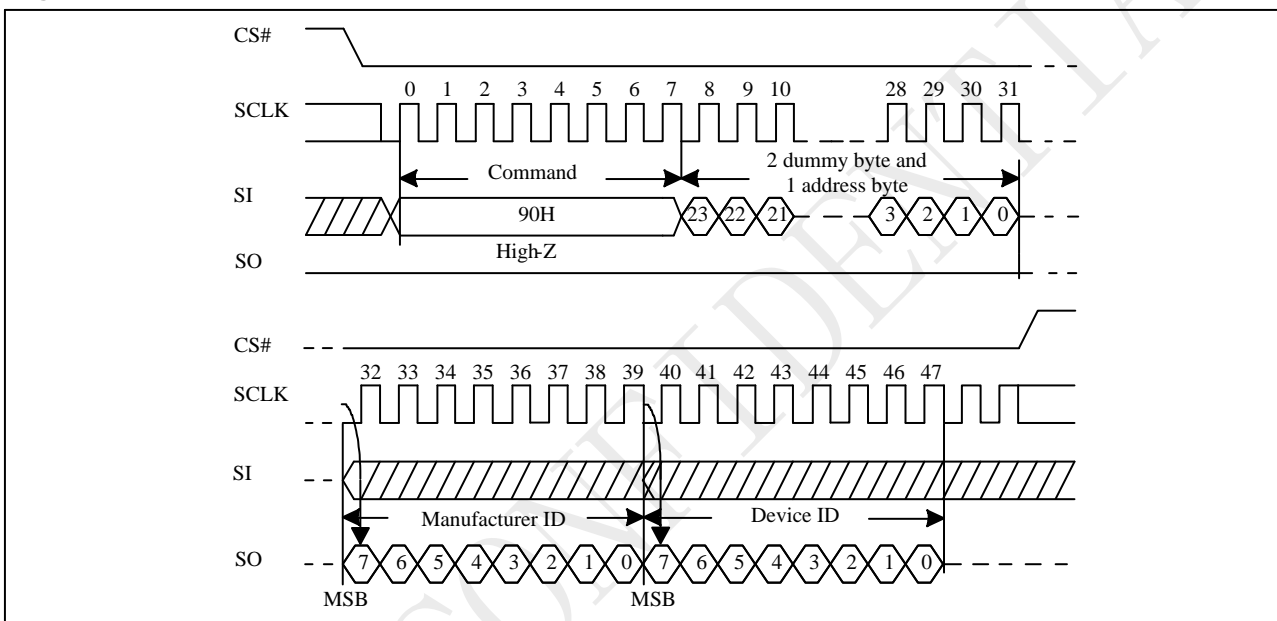 CS#
0 1 2 3 4 5 6 7 8 9 10 28 29 30 31
SCLK
Command
2 dummy byte and
1 address byte
SI
90H 23 22 21 3 2 1 0
High-Z
SO
CS#
32 33 34 35 36 37 38 39 40 41 42 43 44 45 46 47
SCLK
SI
Manufacturer ID Device ID
SO 7 6 5 4 3 2 1 0 7 6 5 4 3 2 1 0
MSB MSB
CONFIDENTIA